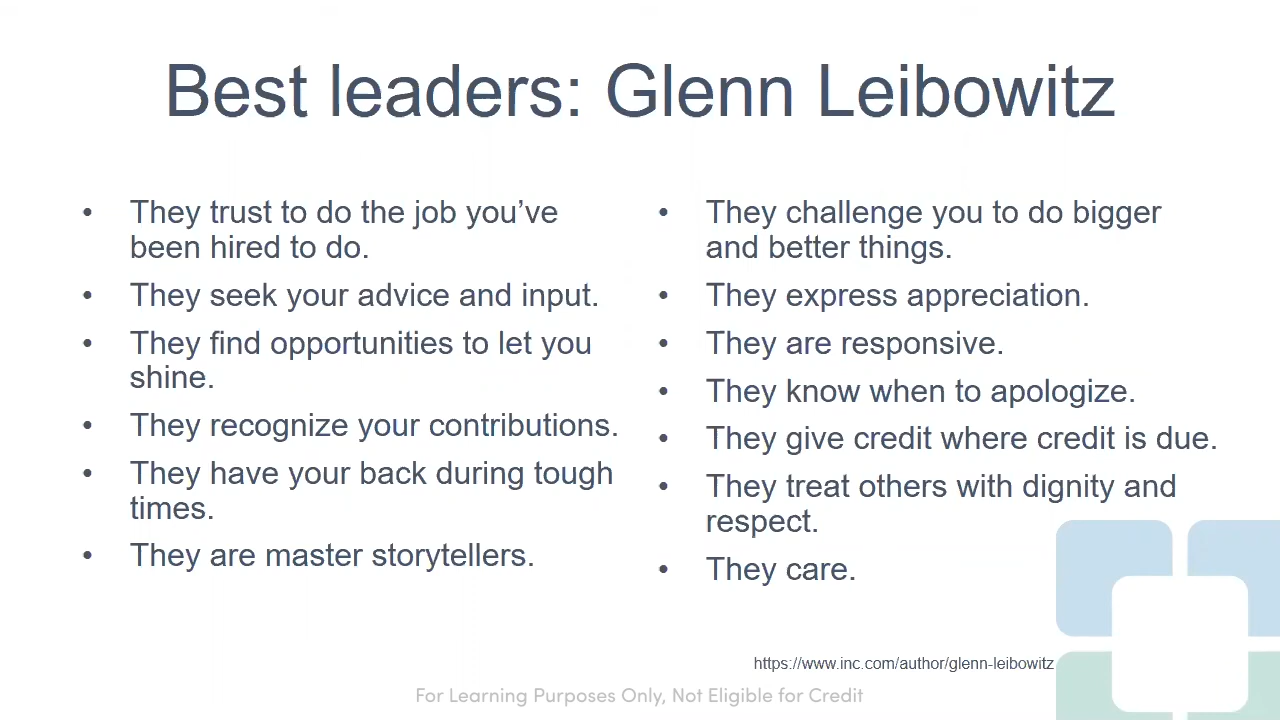 Best leaders: Glenn Leibowitz
• They trust to do the job you’ve
been hired to do.
• They seek your advice and input.
• They find opportunities to let you
shine.
• They recognize your contributions.
• They have your back during tough
times.
• They are master storytellers.
• They challenge you to do bigger
and better things.
• They express appreciation.
• They are responsive.
• They know when to apologize.
• They give credit where credit is due.
• They treat others with dignity and
respect.
• They care.
https://www.inc.com/author/glenn-leibowitz
For Learning Purposes Only, Not Eligible for Credit